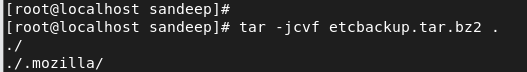 [root@localhost sandeep]#
[root@localhost sandeep]# tar -jcvf etcbackup.tar.bz2 .
./
./.mozilla/